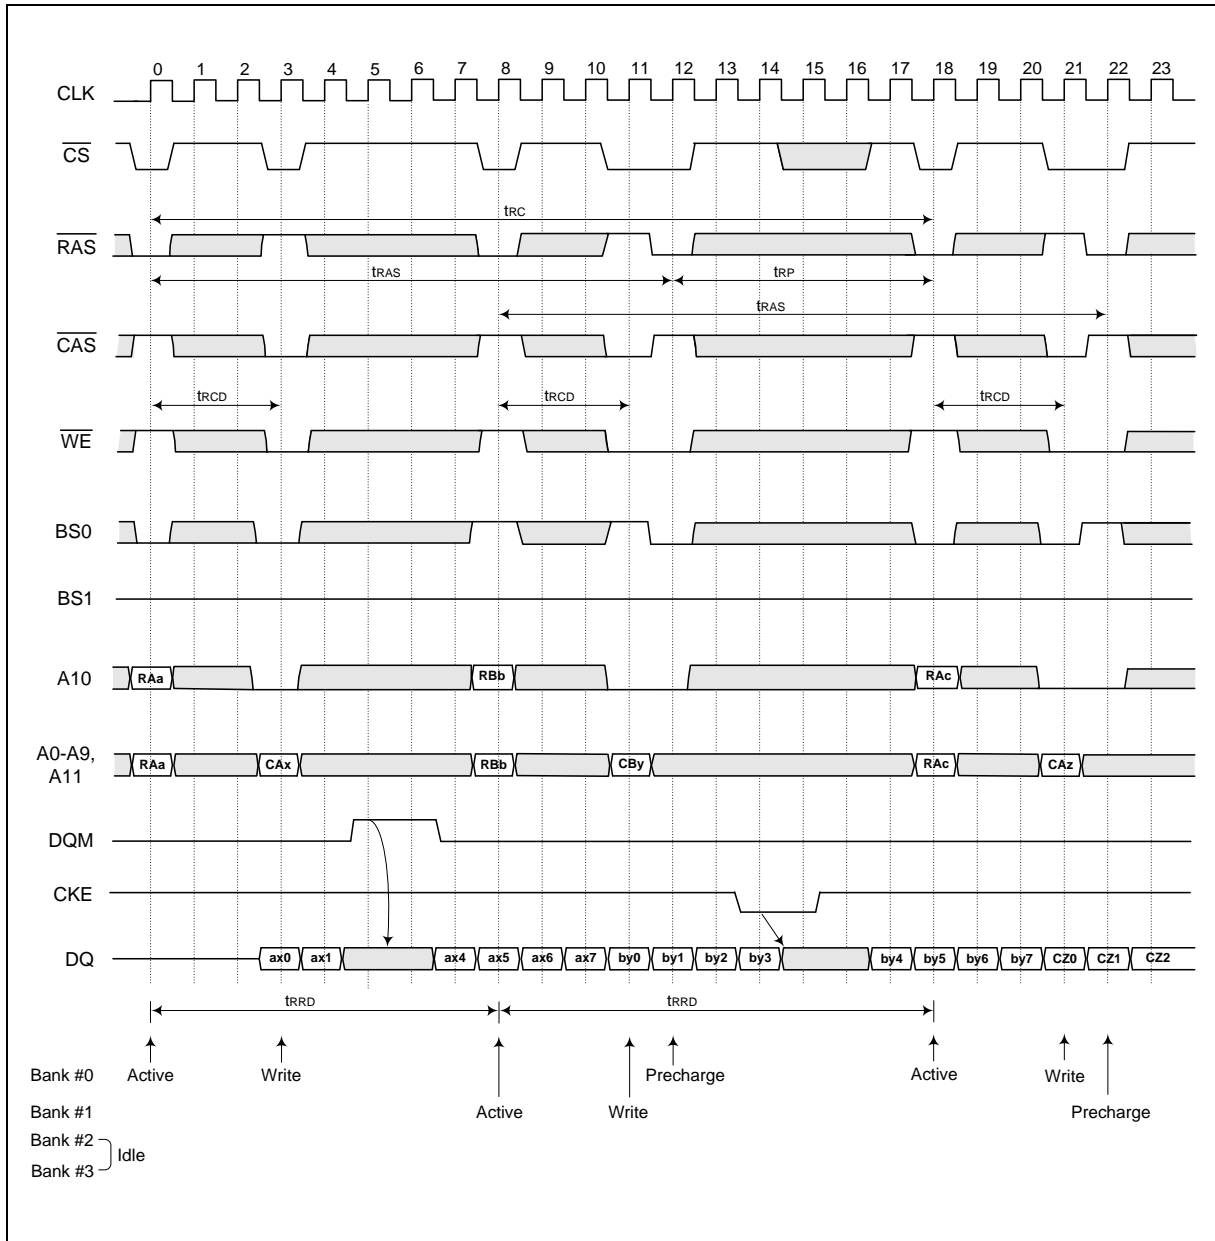 0 1 2 3 4 5 6 7 8 9 10 11 12 13 14 15 16 17 18 19 20 21 22 23
CLK
CS
tRC
RAS
tRAS tRP
tRAS
CAS
tRCD tRCD tRCD
WE
BS0
BS1
A10 RAa RBb RAc
A0-A9,
A11
RAa CAx RBb CBy RAc CAz
DQM
CKE
DQ ax0 ax1 ax4 ax5 ax6 ax7 by0 by1 by2 by3 by4 by5 by6 by7 CZ0 CZ1 CZ2
tRRD tRRD
Bank #0 Active Write Precharge Active Write
Bank #1 Active Write Precharge
Bank #2
Idle
Bank #3